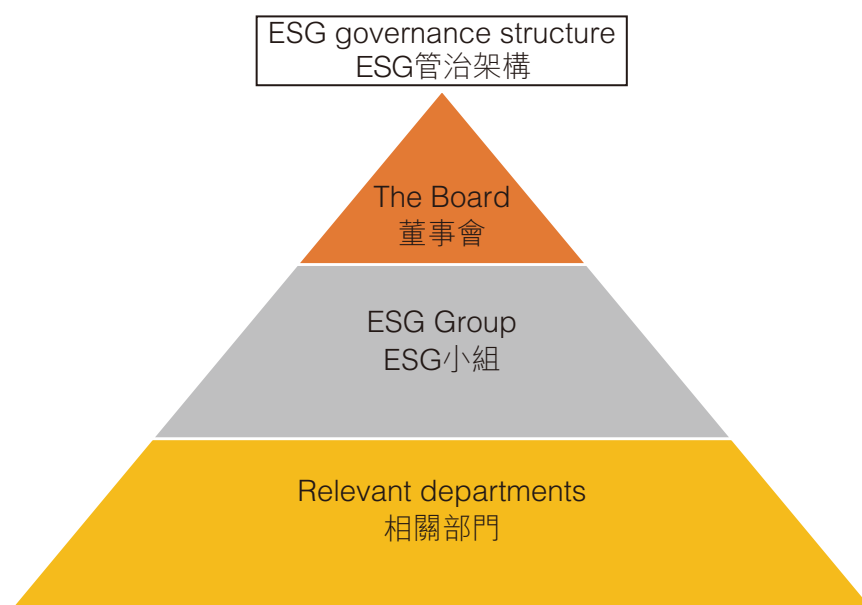 ESG governance structure
ESG管治架構
The Board
董事會
ESG Group
ESG小組
Relevant departments
相關部門